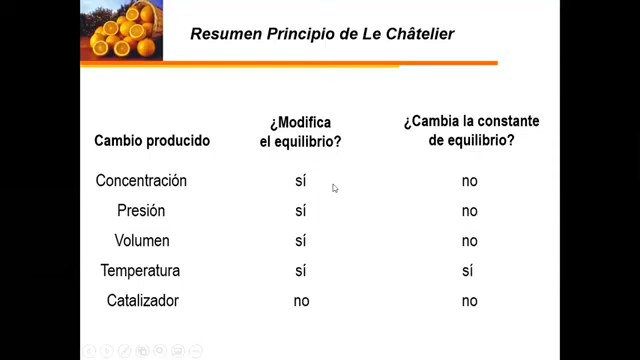 Resumen Principio de Le Châtelier
¿Modifica el equilibrio?
¿Cambia la constante de equilibrio?
Cambio producido
Concentración sí no
Presión sí no
Volumen sí no
Temperatura sí sí
Catalizador no no